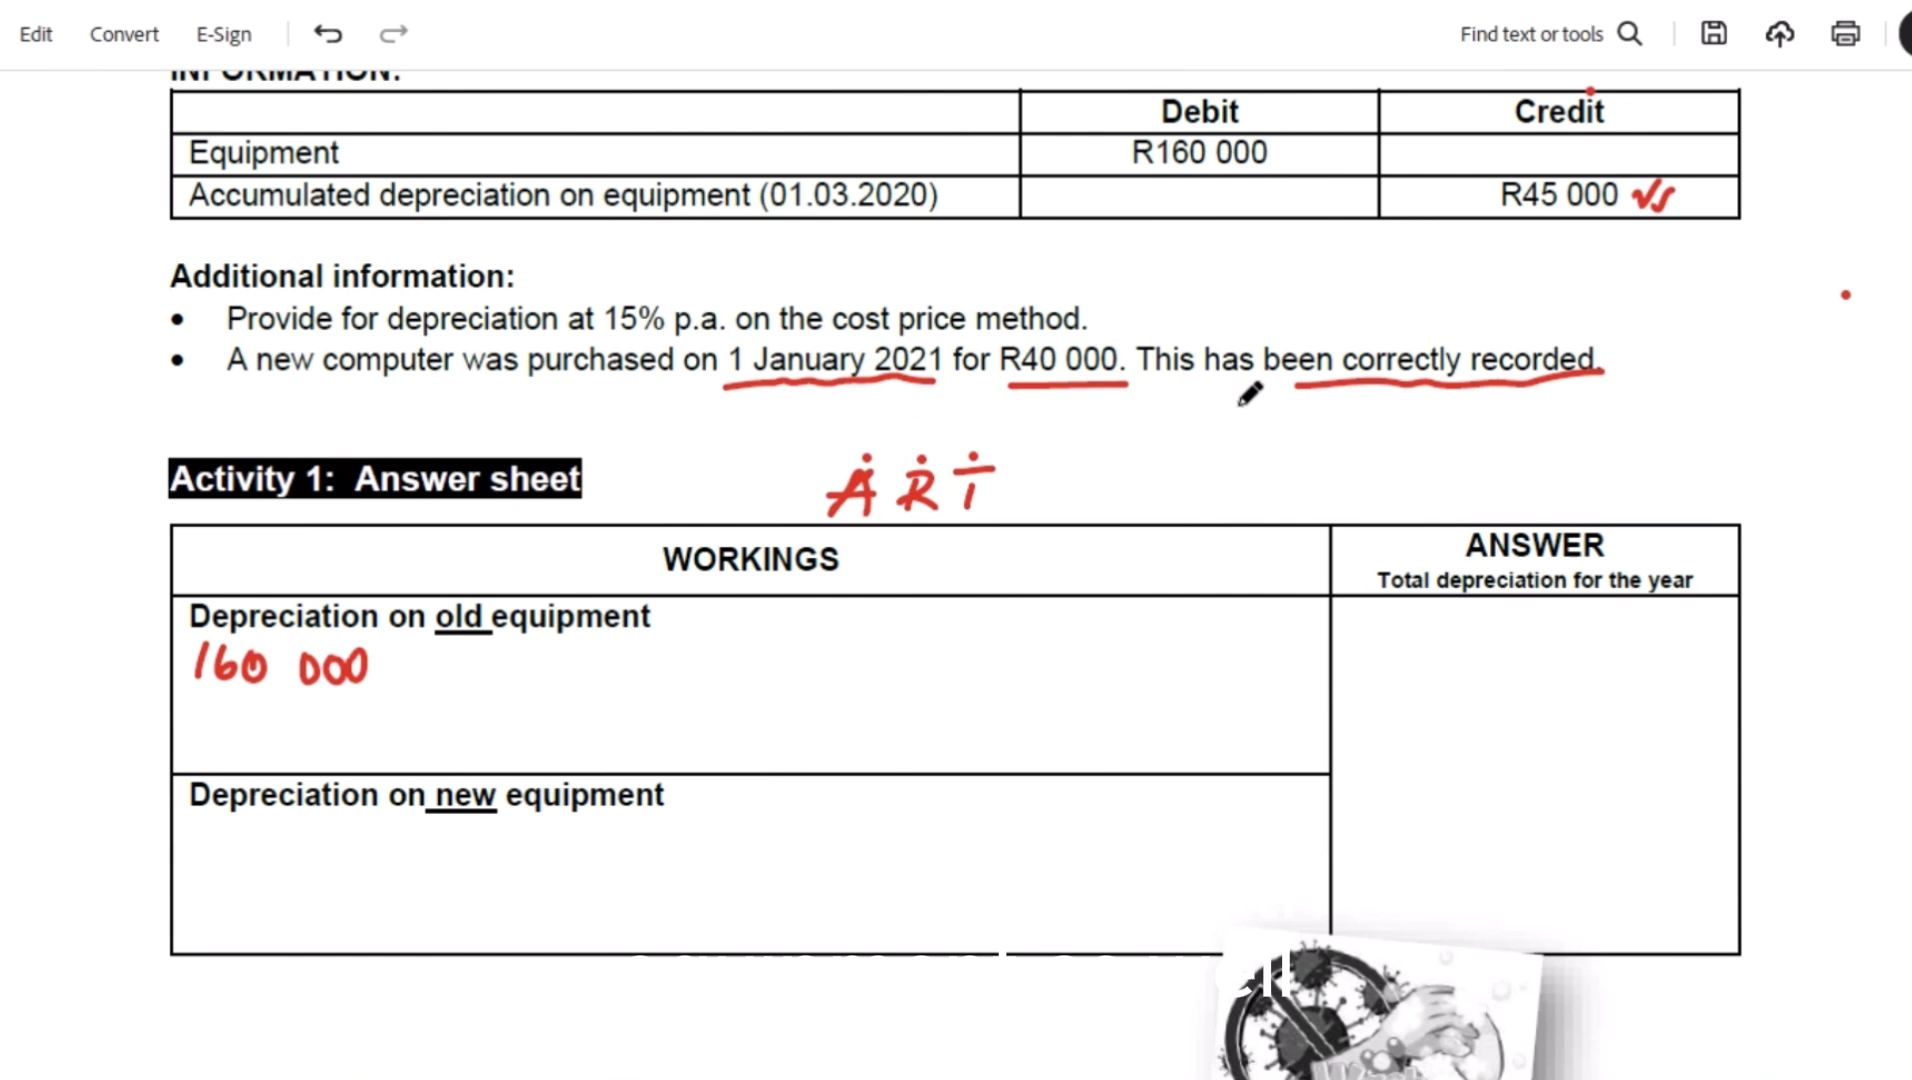 Edit Convert E-Sign Find text or tools
INFORMATION:
Debit Credit
Equipment R160 000
Accumulated depreciation on equipment (01.03.2020) R45 000
Additional information:
• Provide for depreciation at 15% p.a. on the cost price method.
• A new computer was purchased on 1 January 2021 for R40 000. This has been correctly recorded.
Activity 1: Answer sheet
A R T
WORKINGS
ANSWER
Total depreciation for the year
Depreciation on old equipment
160 000
Depreciation on new equipment